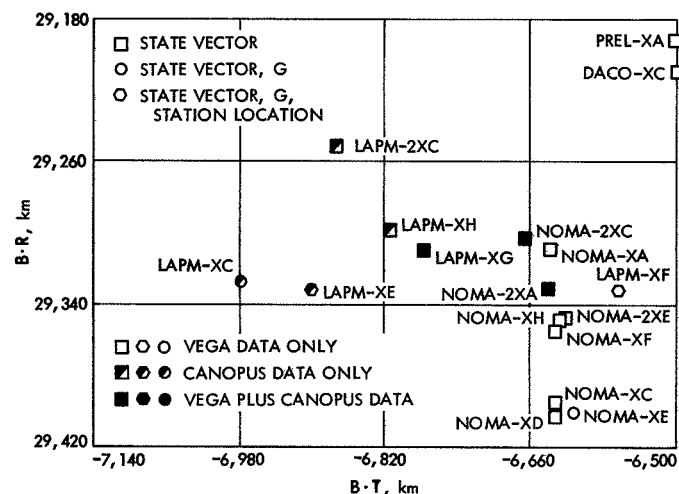 29,180
29,260
29,340
29,420
B·R, km
STATE VECTOR
STATE VECTOR, G
STATE VECTOR, G,
STATION LOCATION
PREL-XA
DACO-XC
LAPM-2XC
LAPM-XH
LAPM-XG
NOMA-2XC
NOMA-XA
LAPM-XF
LAPM-XC
LAPM-XE
NOMA-2XA
NOMA-XH
NOMA-2XE
NOMA-XF
VEGA DATA ONLY
CANOPUS DATA ONLY
VEGA PLUS CANOPUS DATA
NOMA-XC
NOMA-XD
NOMA-XE
-7,140
-6,980
-6,820
-6,660
-6,500
B·T, km